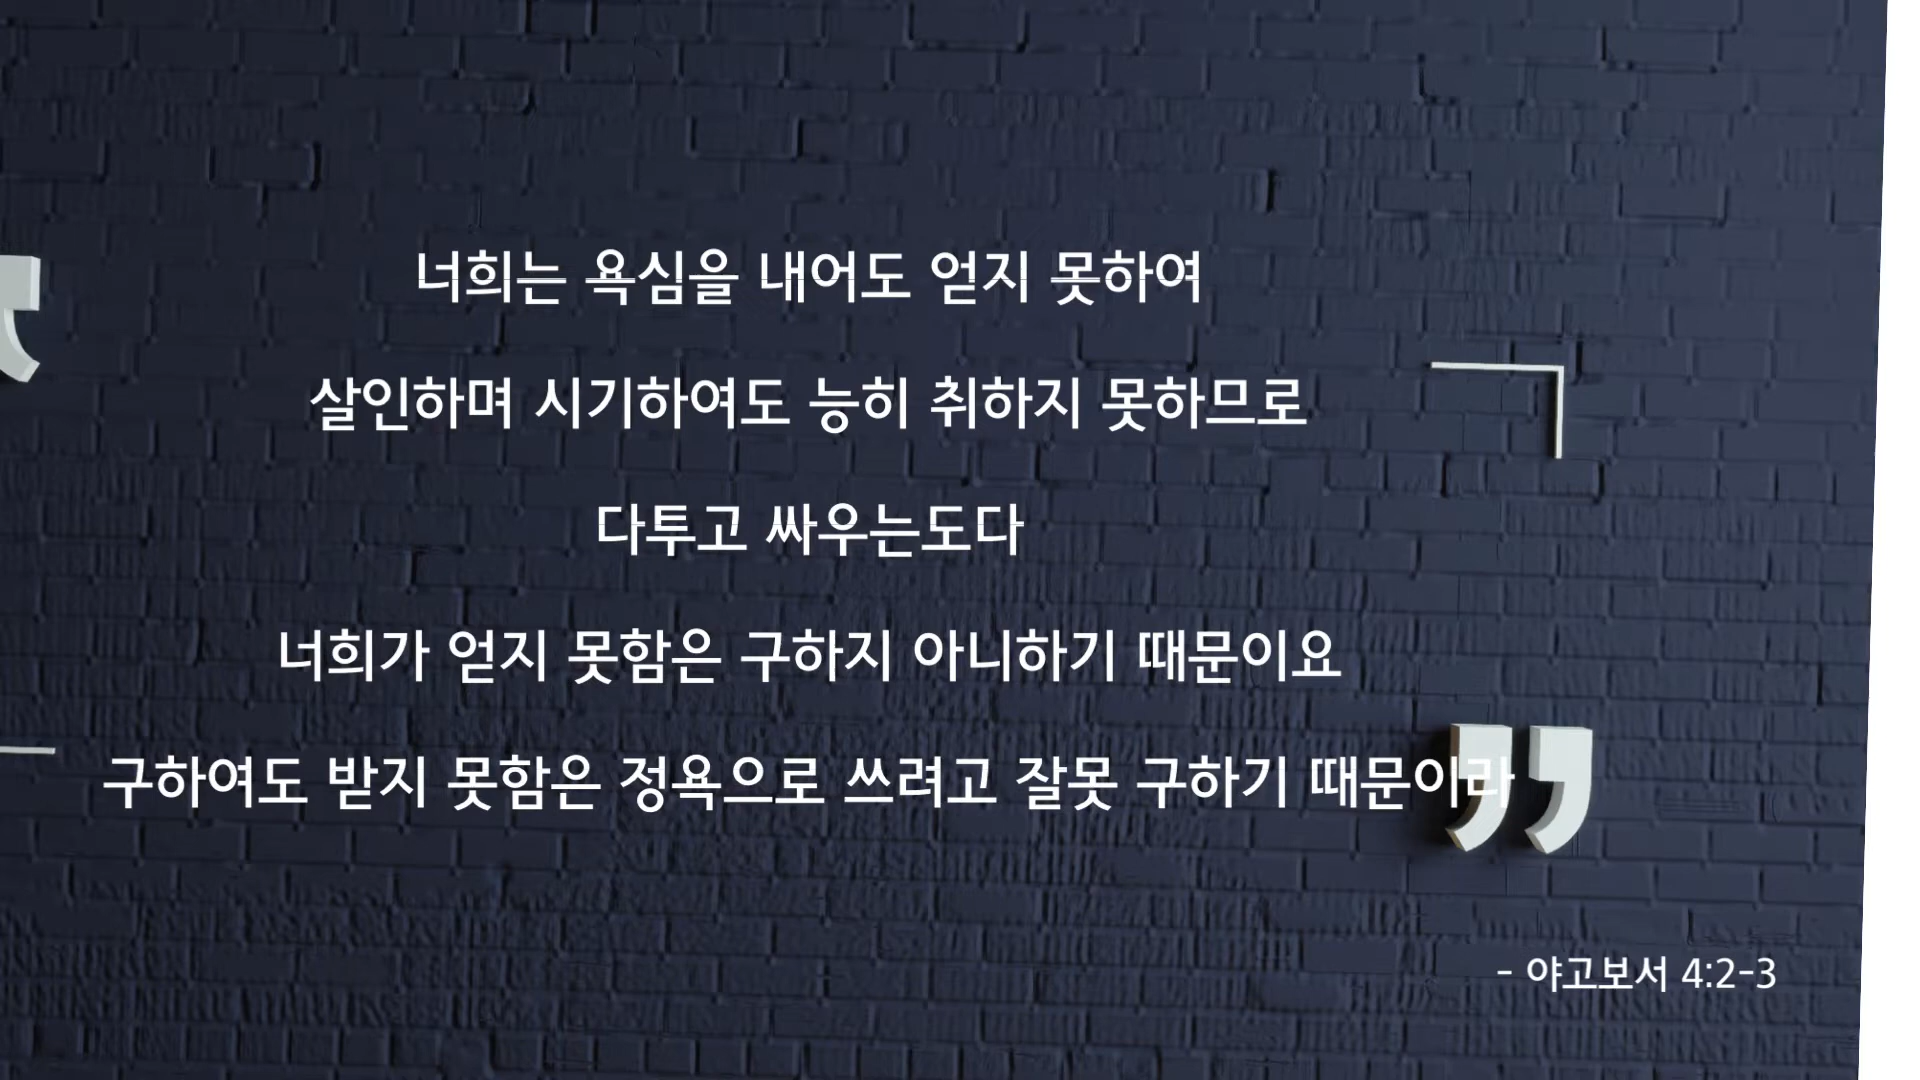 너희는 욕심을 내어도 얻지 못하여
살인하며 시기하여도 능히 취하지 못하므로
다투고 싸우는도다
너희가 얻지 못함은 구하지 아니하기 때문이요
구하여도 받지 못함은 정욕으로 쓰려고 잘못 구하기 때문이라
- 야고보서 4:2-3